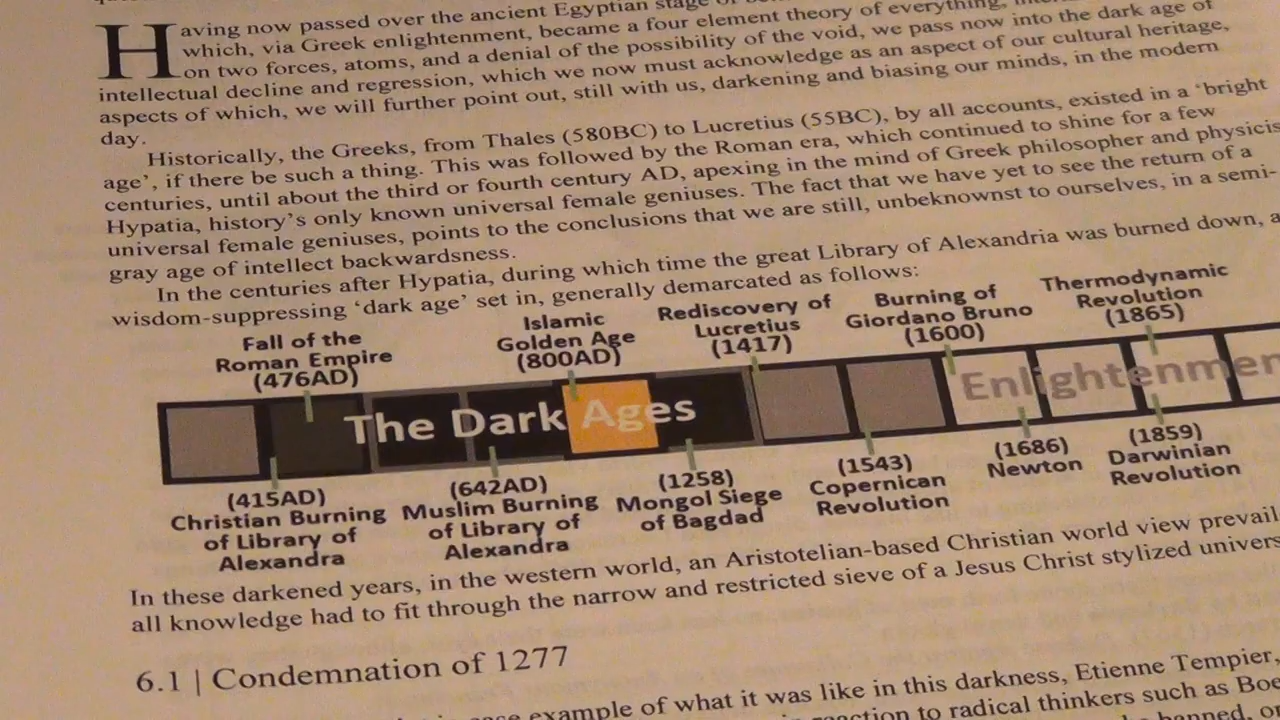 Having now passed over the ancient Egyptian stage of
which, via Greek enlightenment, became a four element theory of everything,
on two forces, atoms, and a denial of the possibility of the void, we pass now into the dark age of
intellectual decline and regression, which we now must acknowledge as an aspect of our cultural heritage,
aspects of which, we will further point out, still with us, darkening and biasing our minds, in the modern
day.
Historically, the Greeks, from Thales (580BC) to Lucretius (55BC), by all accounts, existed in a 'bright
age', if there be such a thing. This was followed by the Roman era, which continued to shine for a few
centuries, until about the third or fourth century AD, apexing in the mind of Greek philosopher and physicis
Hypatia, history's only known universal female geniuses. The fact that we have yet to see the return of a
universal female geniuses, points to the conclusions that we are still, unbeknownst to ourselves, in a semi-
gray age of intellect backwardsness.
In the centuries after Hypatia, during which time the great Library of Alexandria was burned down, a
wisdom-suppressing 'dark age' set in, generally demarcated as follows:
Fall of the
Roman Empire
(476AD)
Islamic
Golden Age
(800AD)
Rediscovery of
Lucretius
(1417)
Burning of
Giordano Bruno
(1600)
Thermodynamic
Revolution
(1865)
The Dark Ages
Enlightenmen
(415AD)
Christian Burning
of Library of
Alexandra
(642AD)
Muslim Burning
of Library of
Alexandra
(1258)
Mongol Siege
of Bagdad
(1543)
Copernican
Revolution
(1686)
Newton
(1859)
Darwinian
Revolution
In these darkened years, in the western world, an Aristotelian-based Christian world view prevail
all knowledge had to fit through the narrow and restricted sieve of a Jesus Christ stylized univers
6.1 | Condemnation of 1277
case example of what it was like in this darkness, Etienne Tempier,
reaction to radical thinkers such as Boe
banned, or